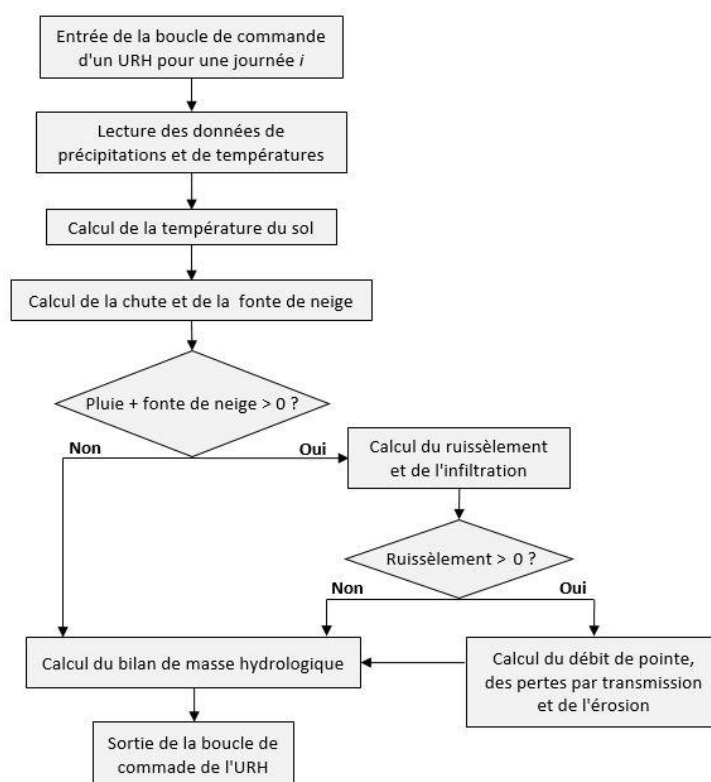 Entrée de la boucle de commande
d'un URH pour une journée i
Lecture des données de
précipitations et de températures
Calcul de la température du sol
Calcul de la chute et de la fonte de neige
Pluie + fonte de neige > 0 ?
Non
Oui
Calcul du ruissèlement
et de l'infiltration
Ruissèlement > 0 ?
Non
Oui
Calcul du bilan de masse hydrologique
Calcul du débit de pointe,
des pertes par transmission
et de l'érosion
Sortie de la boucle de
commade de l'URH